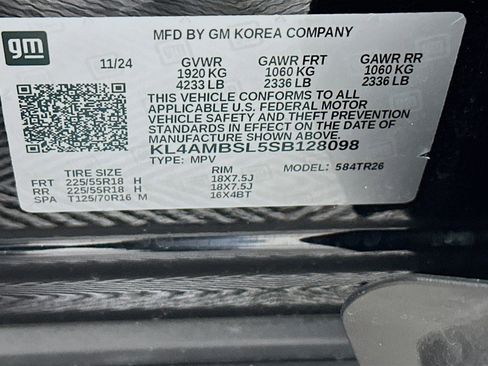 gm
MFD BY GM KOREA COMPANY
11/24 GVWR GAWR FRT GAWR RR
1920 KG 1060 KG 1060 KG
4233 LB 2336 LB 2336 LB
THIS VEHICLE CONFORMS TO ALL
APPLICABLE U.S. FEDERAL MOTOR
VEHICLE SAFETY AND THEFT PREVENTION
STANDARDS IN EFFECT ON THE DATE OF
MANUFACTURE SHOWN ABOVE.
KL4AMBSL5SB128098
TYPE: MPV MODEL: 584TR26
TIRE SIZE RIM
FRT 225/55R18 H 18X7.5J
RR 225/55R18 H 18X7.5J
SPA T125/70R16 M 16X4BT